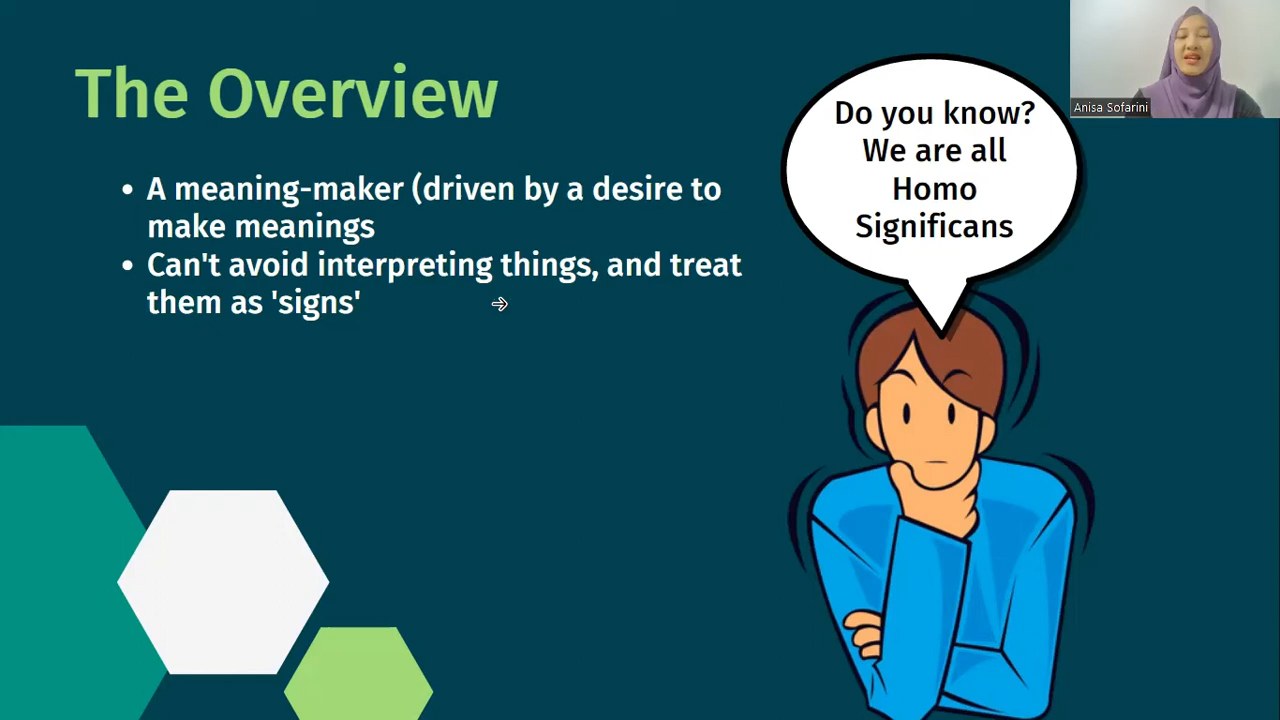 The Overview
• A meaning-maker (driven by a desire to
make meanings
• Can't avoid interpreting things, and treat
them as 'signs'
Do you know?
We are all
Homo
Significans
Anisa Sofarini